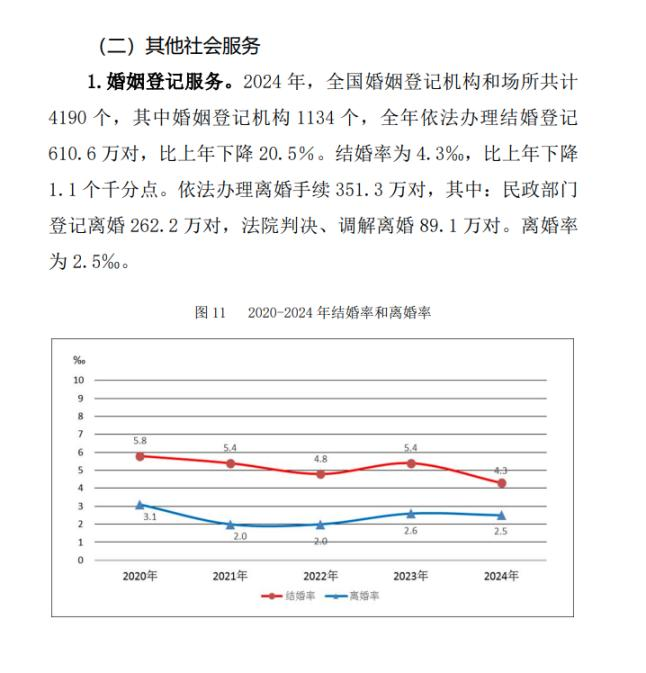 （二）其他社会服务
1.婚姻登记服务。2024 年，全国婚姻登记机构和场所共计
4190 个，其中婚姻登记机构 1134 个，全年依法办理结婚登记
610.6 万对，比上年下降 20.5%。结婚率为 4.3‰，比上年下降
1.1 个千分点。依法办理离婚手续 351.3 万对，其中：民政部门
登记离婚 262.2 万对，法院判决、调解离婚 89.1 万对。离婚率
为 2.5‰。
图 11 2020-2024 年结婚率和离婚率
‰
10
9
8
7
6
5
4
3
2
1
0
5.8 5.4 4.8 5.4 4.3
3.1 2.0 2.0 2.6 2.5
2020年 2021年 2022年 2023年 2024年
结婚率 离婚率